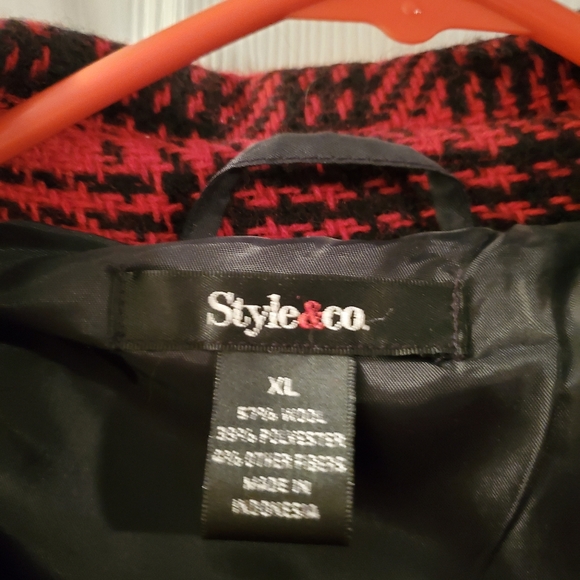 Style&co.
XL
57% WOOL
39% POLYESTER
4% OTHER FIBERS
MADE IN
INDONESIA